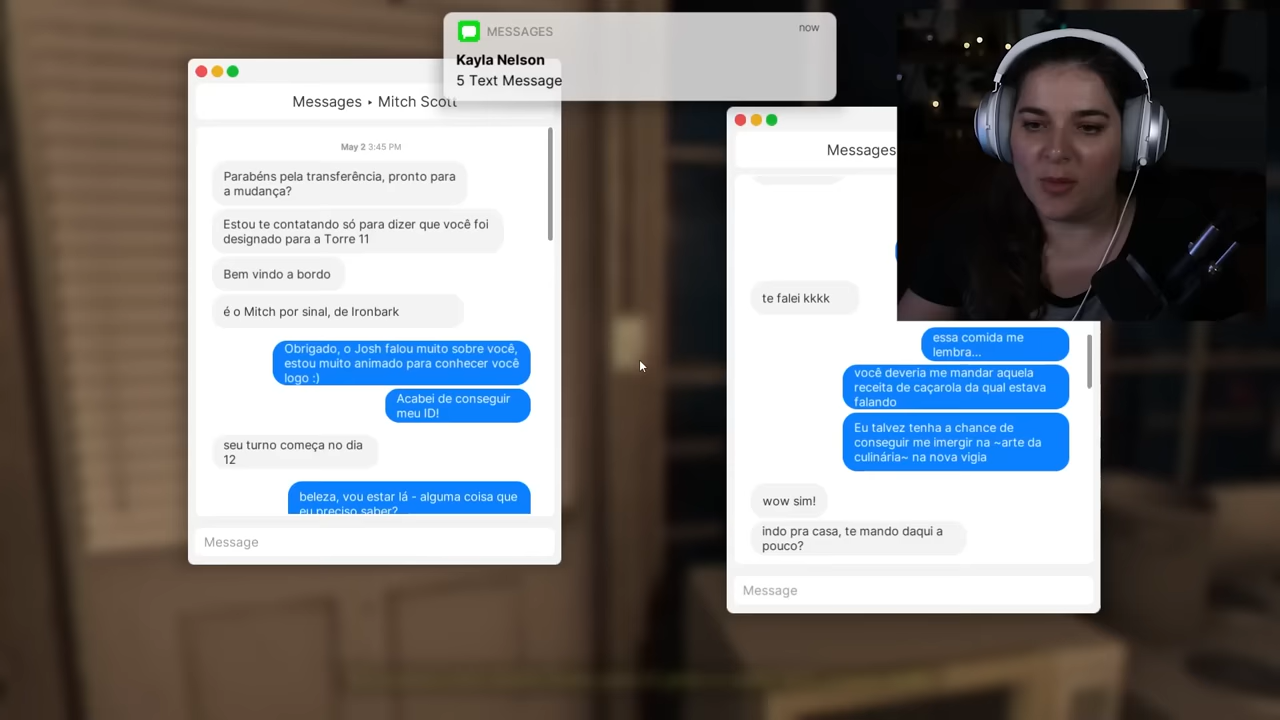 MESSAGES
now
Kayla Nelson
5 Text Message
Messages ‣ Mitch Scott
May 2 3:45 PM
Parabéns pela transferência, pronto para
a mudança?
Estou te contatando só para dizer que você foi
designado para a Torre 11
Bem vindo a bordo
é o Mitch por sinal, de Ironbark
Obrigado, o Josh falou muito sobre você,
estou muito animado para conhecer você
logo :)
Acabei de conseguir
meu ID!
seu turno começa no dia
12
beleza, vou estar lá - alguma coisa que
eu preciso saber?
Message
Messages
te falei kkkk
essa comida me
lembra...
você deveria me mandar aquela
receita de caçarola da qual estava
falando
Eu talvez tenha a chance de
conseguir me imergir na ~arte da
culinária~ na nova vigia
wow sim!
indo pra casa, te mando daqui a
pouco?
Message